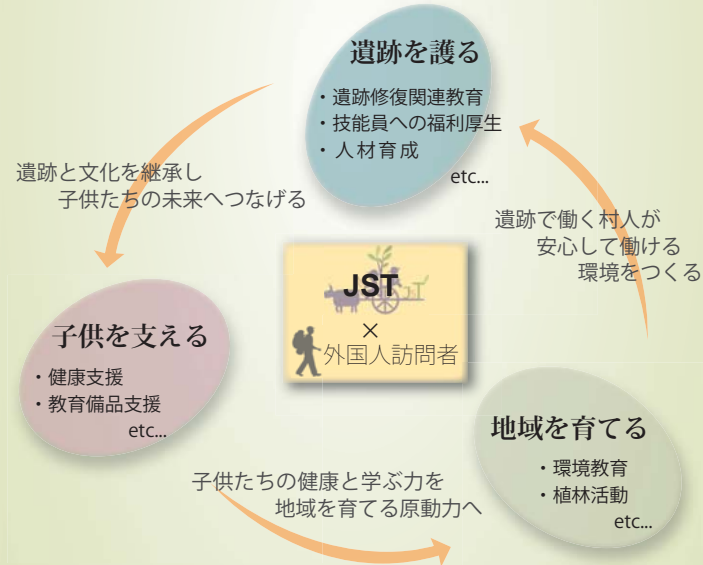 遺跡を護る
・遺跡修復関連教育
・技能員への福利厚生
・人材育成
etc...
遺跡と文化を継承し
子供たちの未来へつなげる
遺跡で働く村人が
安心して働ける
環境をつくる
JST
×
外国人訪問者
子供を支える
・健康支援
・教育備品支援
etc...
地域を育てる
・環境教育
・植林活動
etc...
子供たちの健康と学ぶ力を
地域を育てる原動力へ